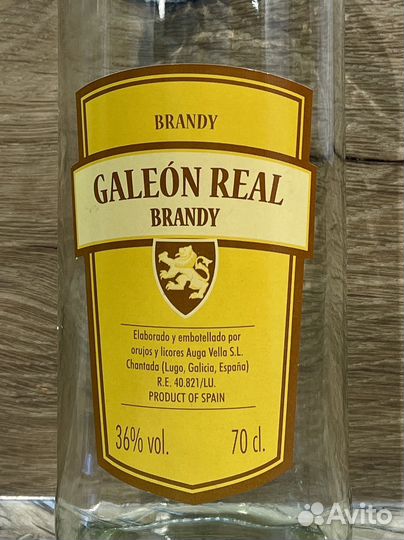 BRANDY
GALEÓN REAL
BRANDY
Elaborado y embotellado por
orujos y licores Auga Vella S.L.
Chantada (Lugo, Galicia, España)
R.E. 40.821/LU.
PRODUCT OF SPAIN
36% vol. 70 cl.
Avito